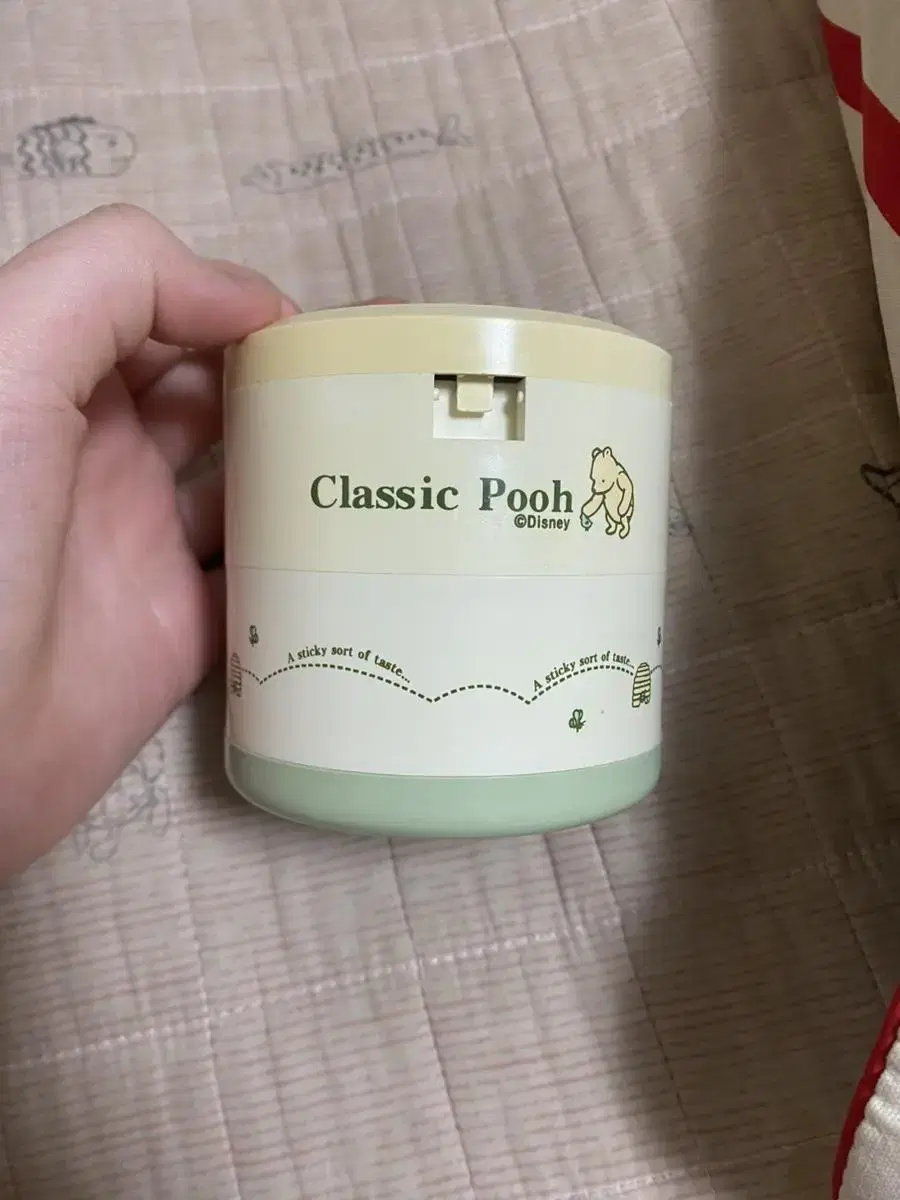 Classic Pooh
©Disney
A sticky sort of taste...
A sticky sort of taste...